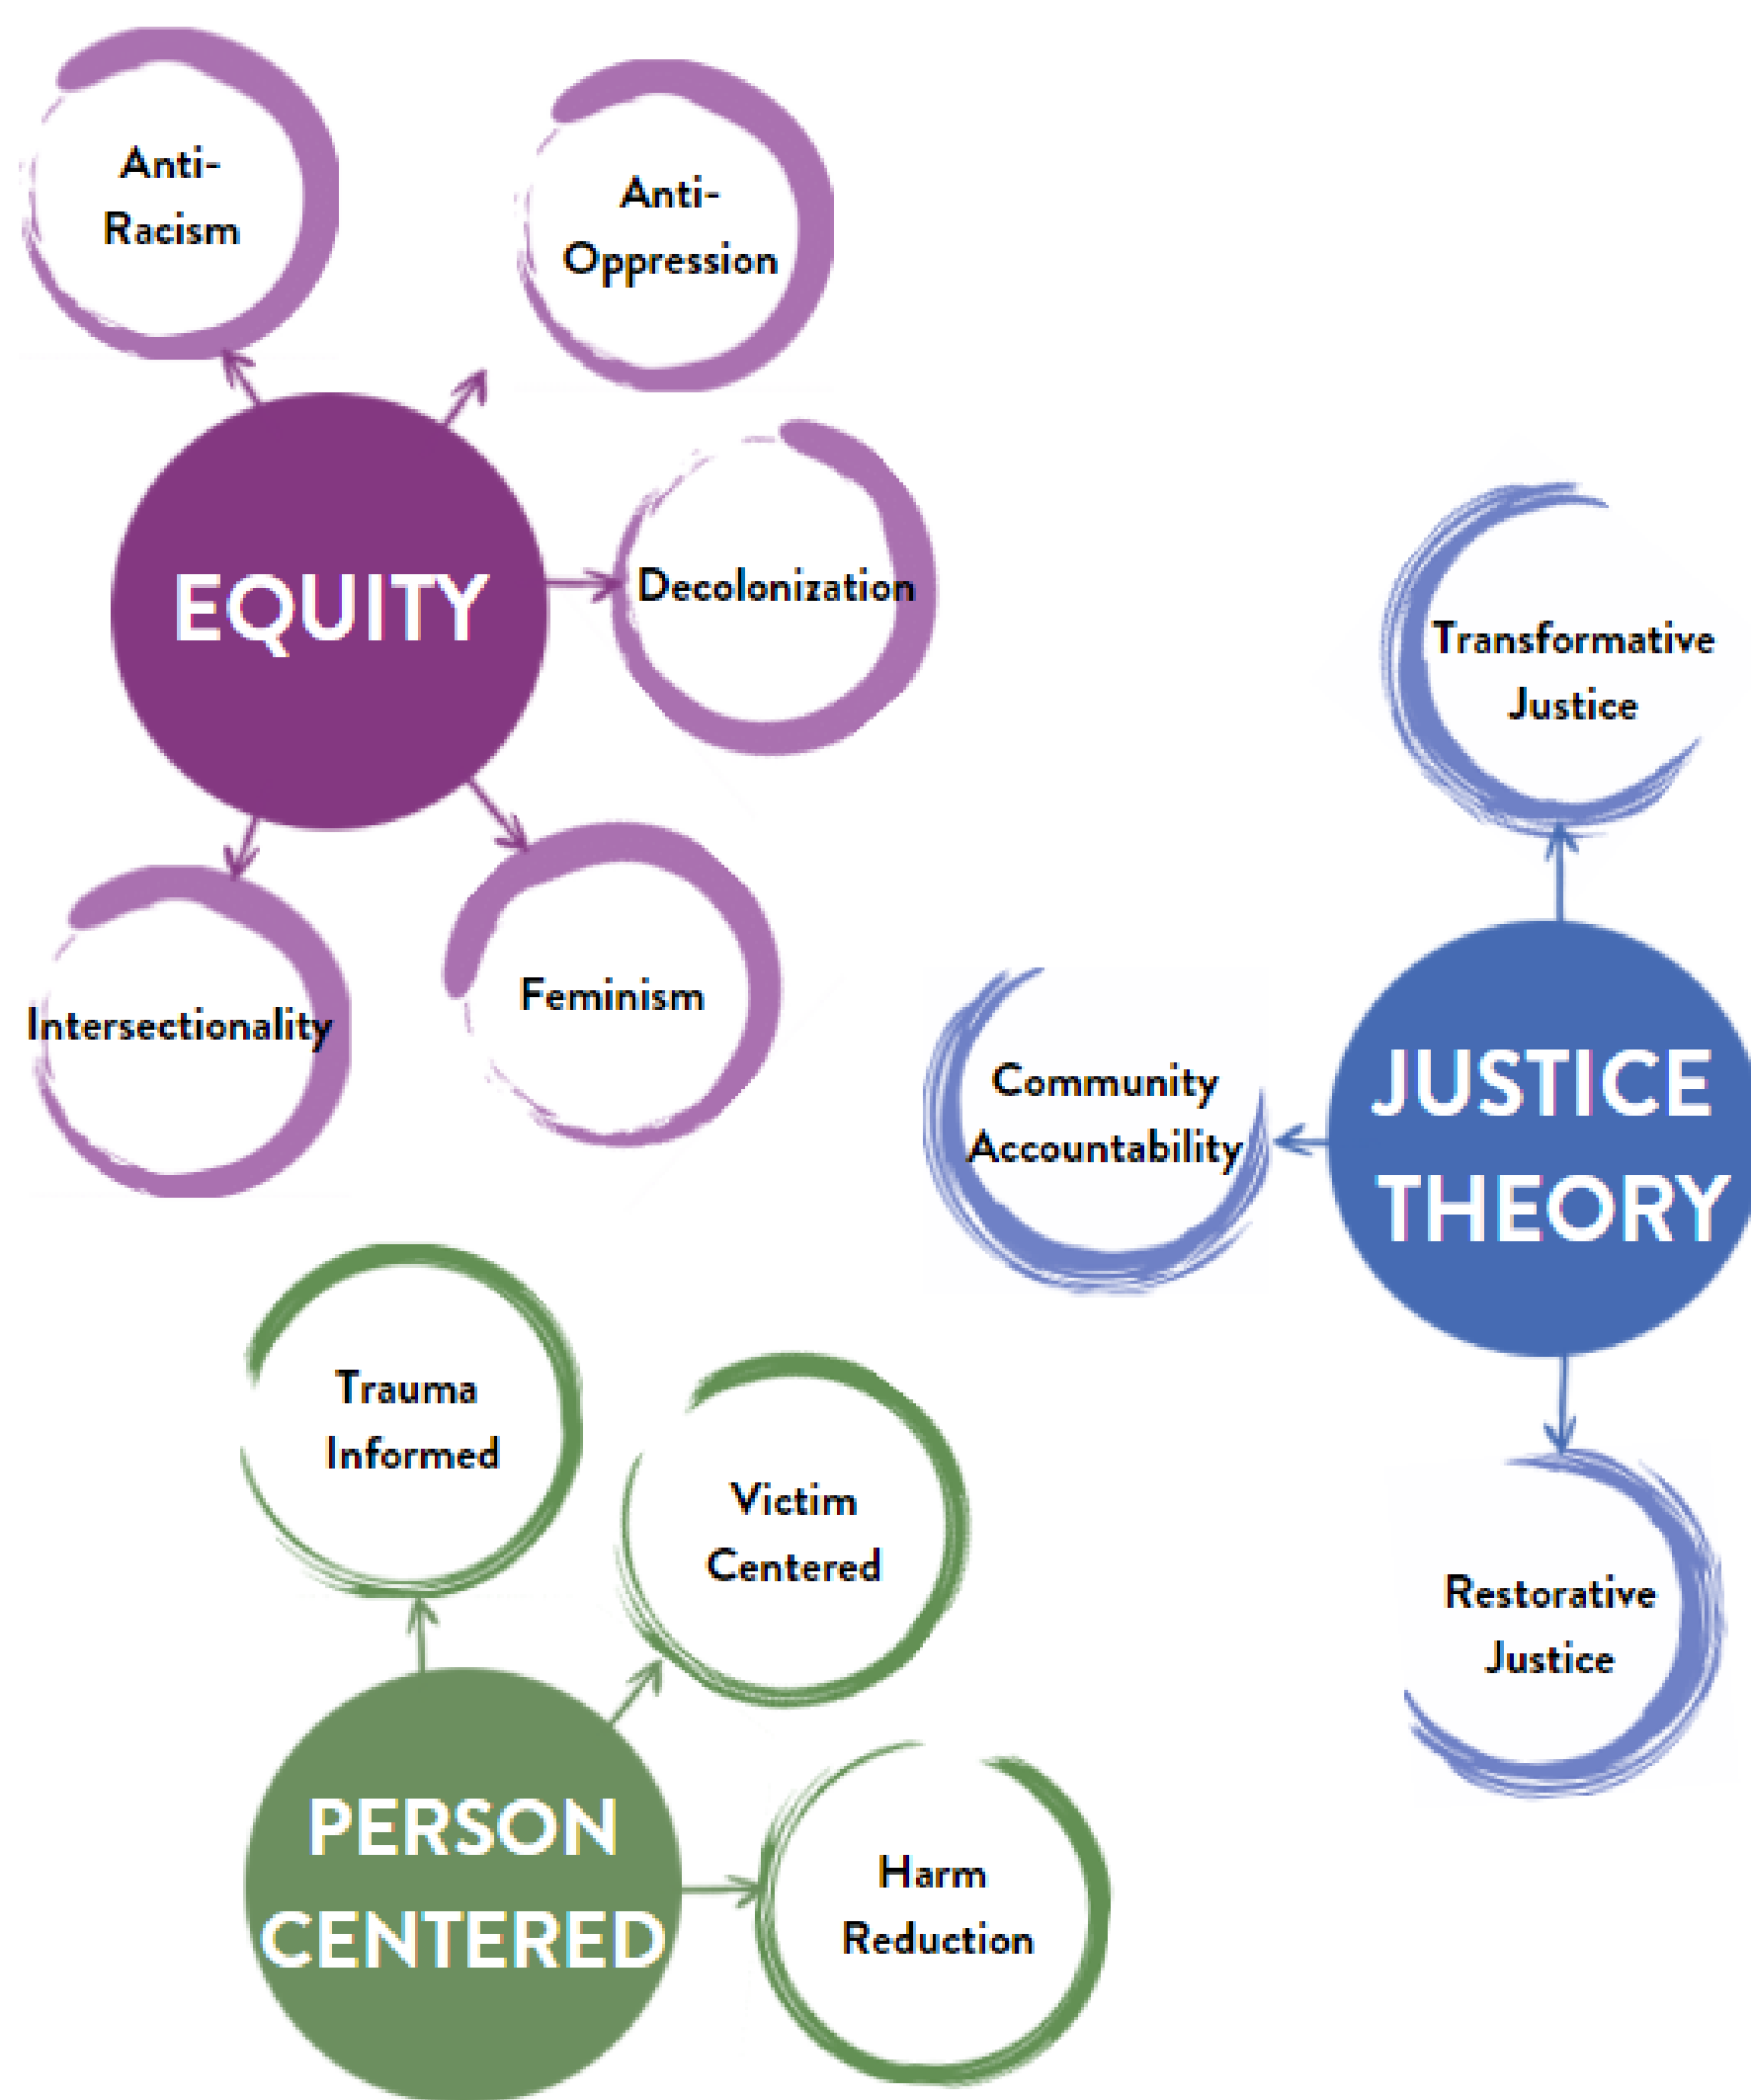 Anti-
Racism
Anti-
Oppression
EQUITY
Decolonization
Intersectionality
Feminism
Transformative
Justice
Community
Accountability
JUSTICE
THEORY
Restorative
Justice
Trauma
Informed
Victim
Centered
PERSON
CENTERED
Harm
Reduction